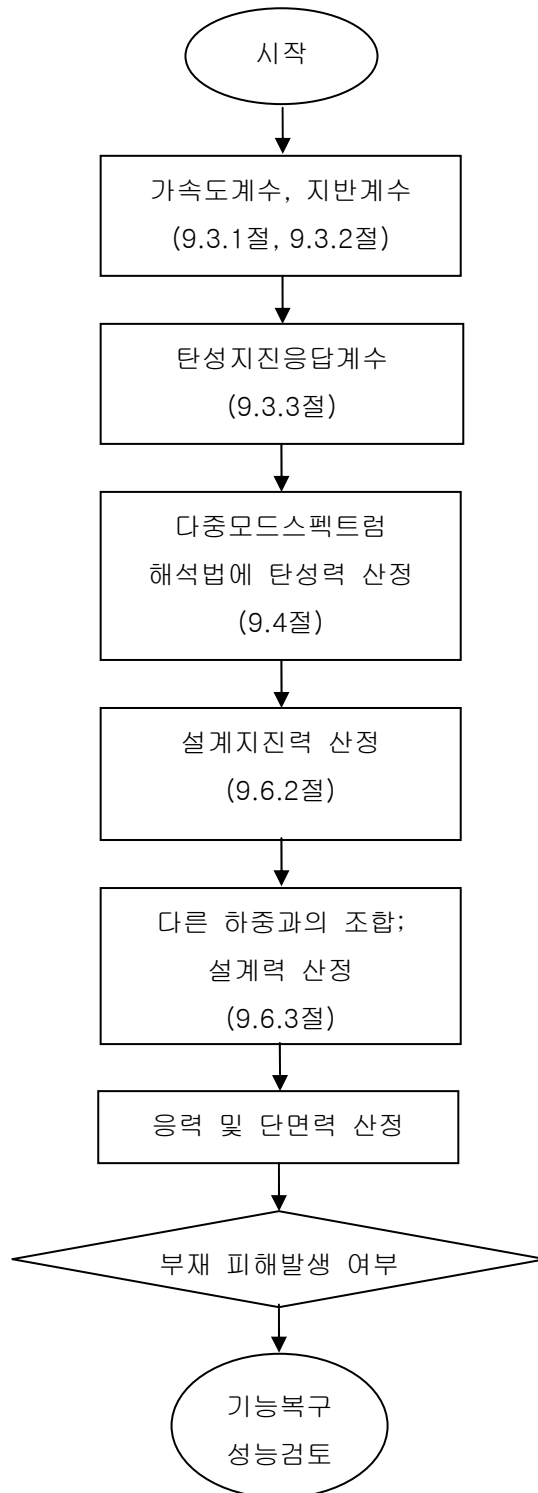 시작
가속도계수, 지반계수
(9.3.1절, 9.3.2절)
탄성지진응답계수
(9.3.3절)
다중모드스펙트럼
해석법에 탄성력 산정
(9.4절)
설계지진력 산정
(9.6.2절)
다른 하중과의 조합;
설계력 산정
(9.6.3절)
응력 및 단면력 산정
부재 피해발생 여부
기능복구
성능검토